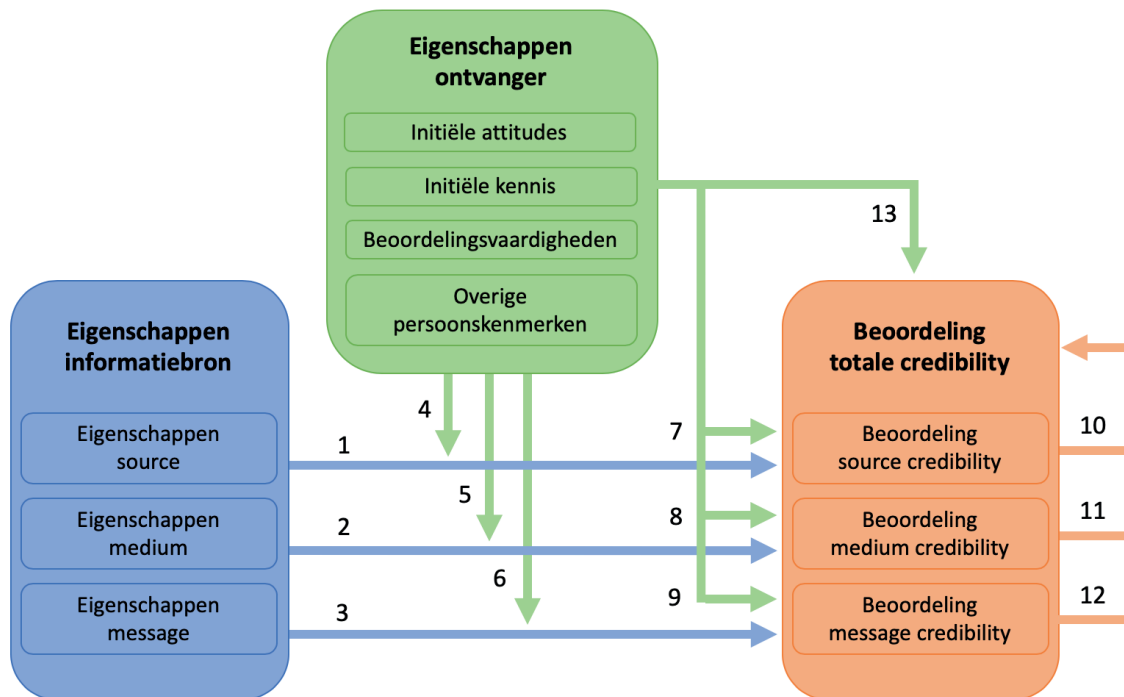 Eigenschappen
ontvanger
Initiële attitudes
Initiële kennis
Beoordelingsvaardigheden
Overige
persoonskenmerken
13
Eigenschappen
informatiebron
Eigenschappen
source
Eigenschappen
medium
Eigenschappen
message
4
1
5
2
6
3
7
8
9
Beoordeling
totale credibility
Beoordeling
source credibility
Beoordeling
medium credibility
Beoordeling
message credibility
10
11
12